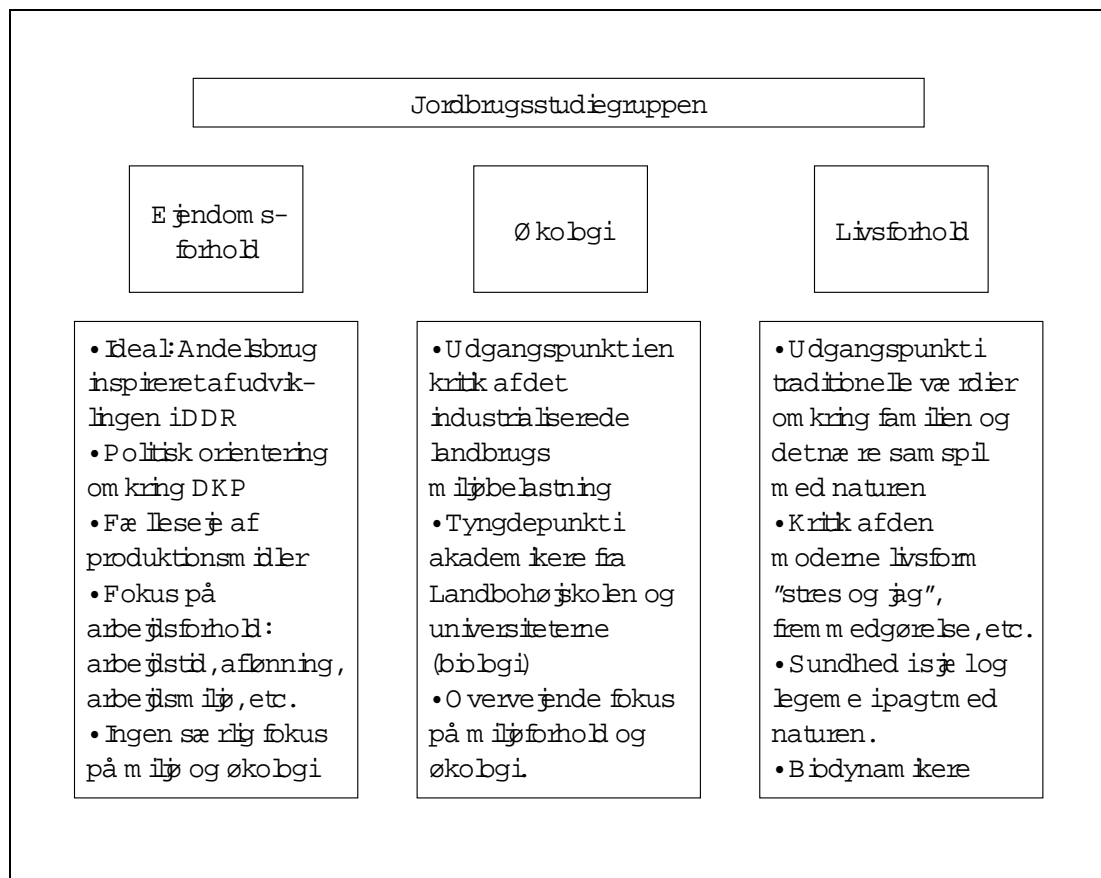 Jordbrugsstudiegruppen
Ejendoms-
forhold
Økologi
Livsforhold
•Ideal: Andelsbrug
inspireret af udvik-
lingen i DDR
•Politisk orientering
omkring DKP
•Fælleseje af
produktionsmidler
•Fokus på
arbejdsforhold:
arbejdstid, aflønning,
arbejdsmiljø, etc.
•Ingen særlig fokus
på miljø og økologi
•Udgangspunkt i en
kritik af det
industrialiserede
landbrugs
miljøbelastning
•Tyngdepunkt i
akademikere fra
Landbohøjskolen og
universiteterne
(biologi)
•Overvejende fokus
på miljøforhold og
økologi.
•Udgangspunkt i
traditionelle værdier
omkring familien og
det nære samspil
med naturen
•Kritik af den
moderne livsform
"stres og jag",
fremmedgørelse, etc.
•Sundhed i sjæl og
legeme i pagt med
naturen.
•Biodynamikere